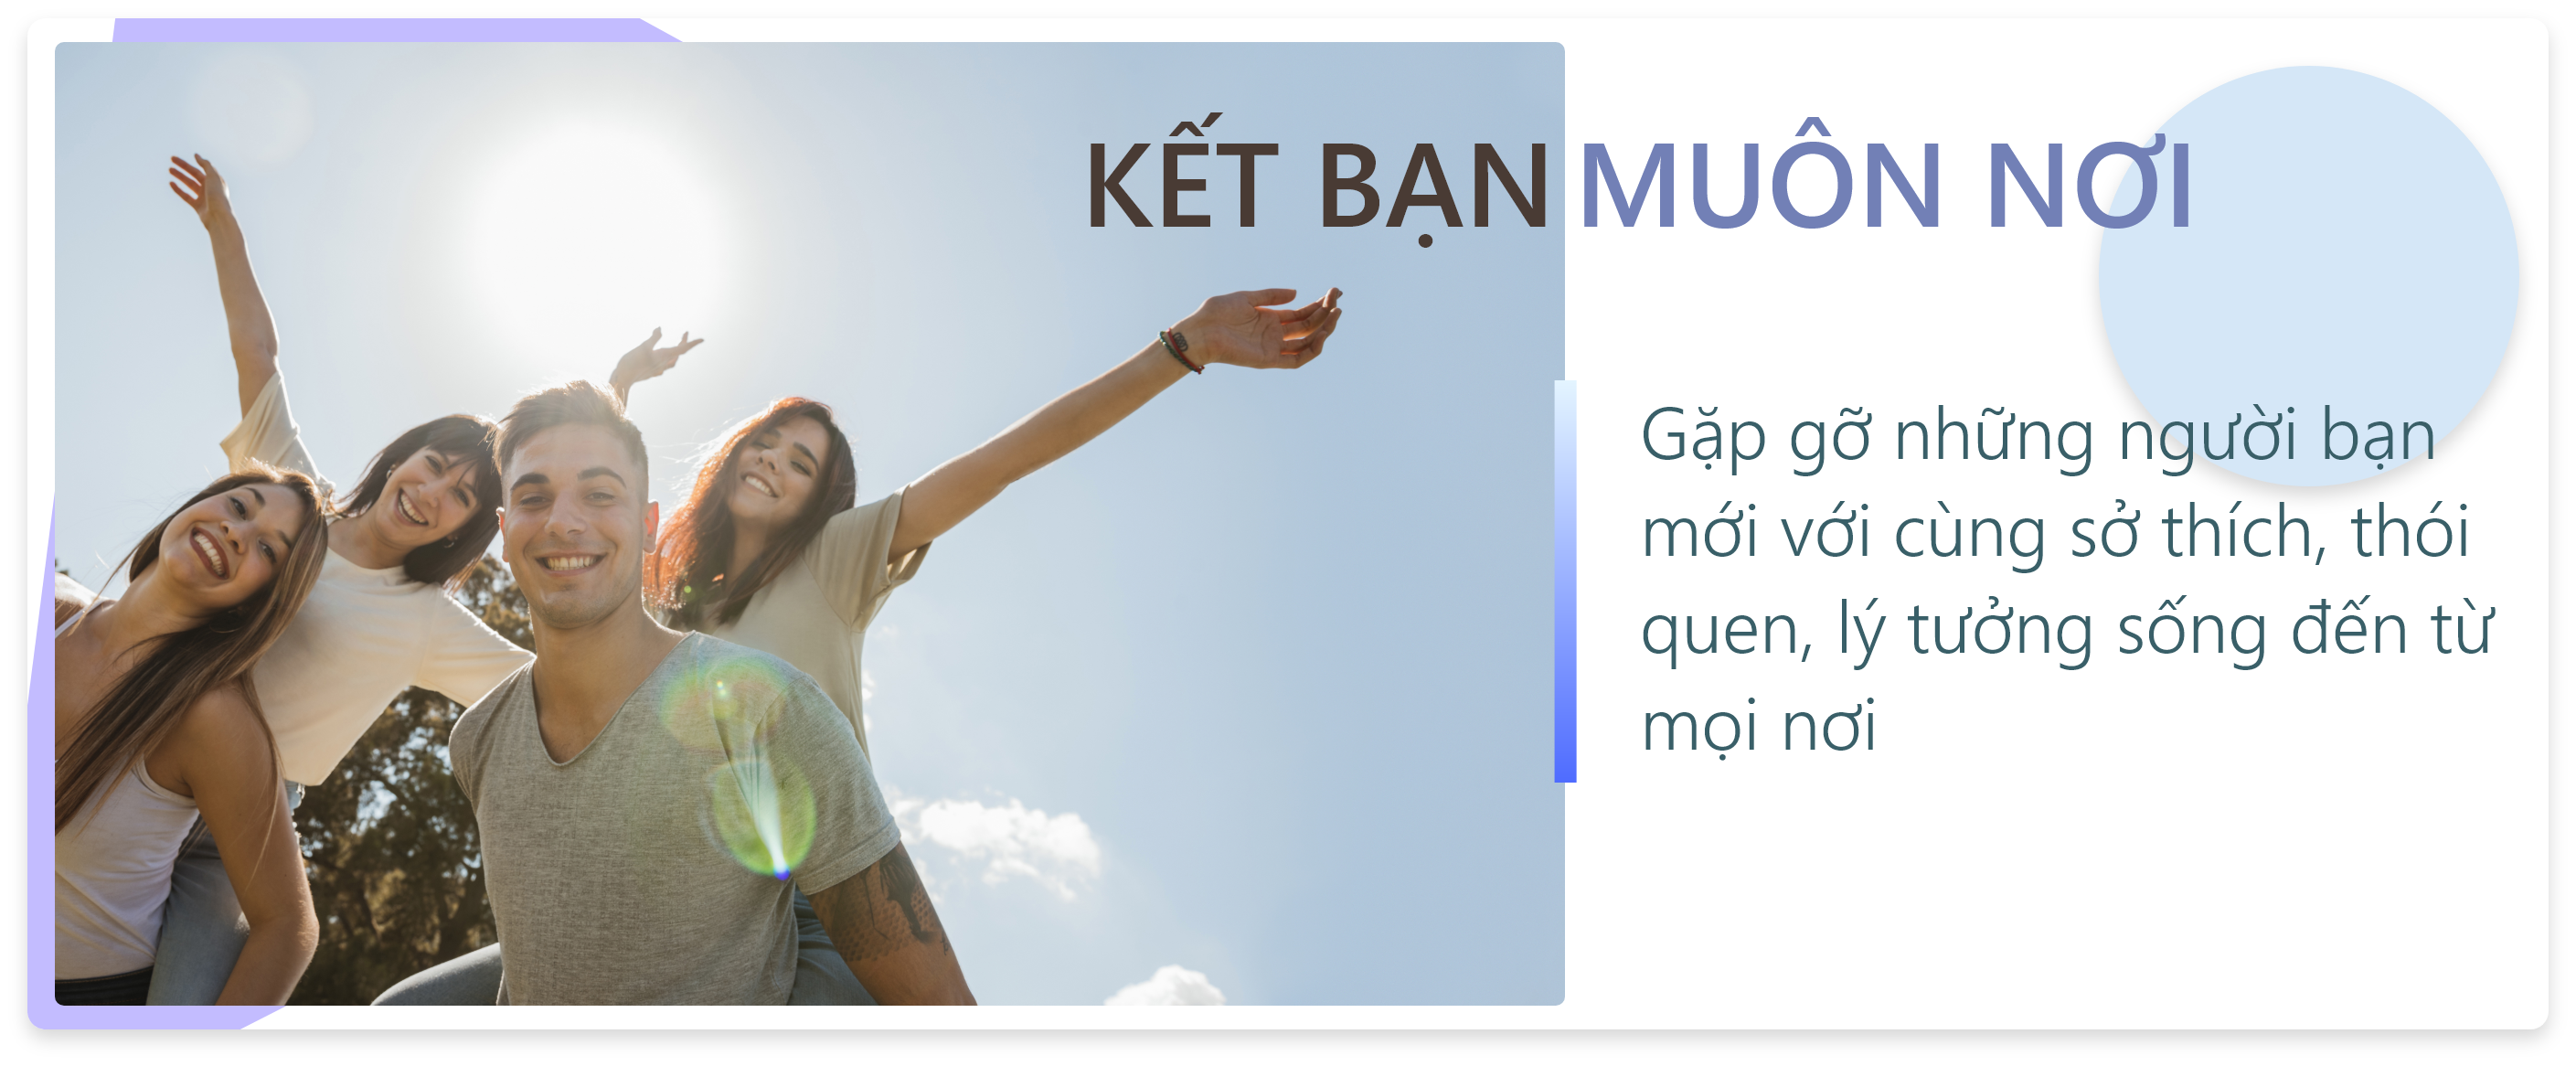 KẾT BẠN MUÔN NƠI
Gặp gỡ những người bạn
mới với cùng sở thích, thói
quen, lý tưởng sống đến từ
mọi nơi